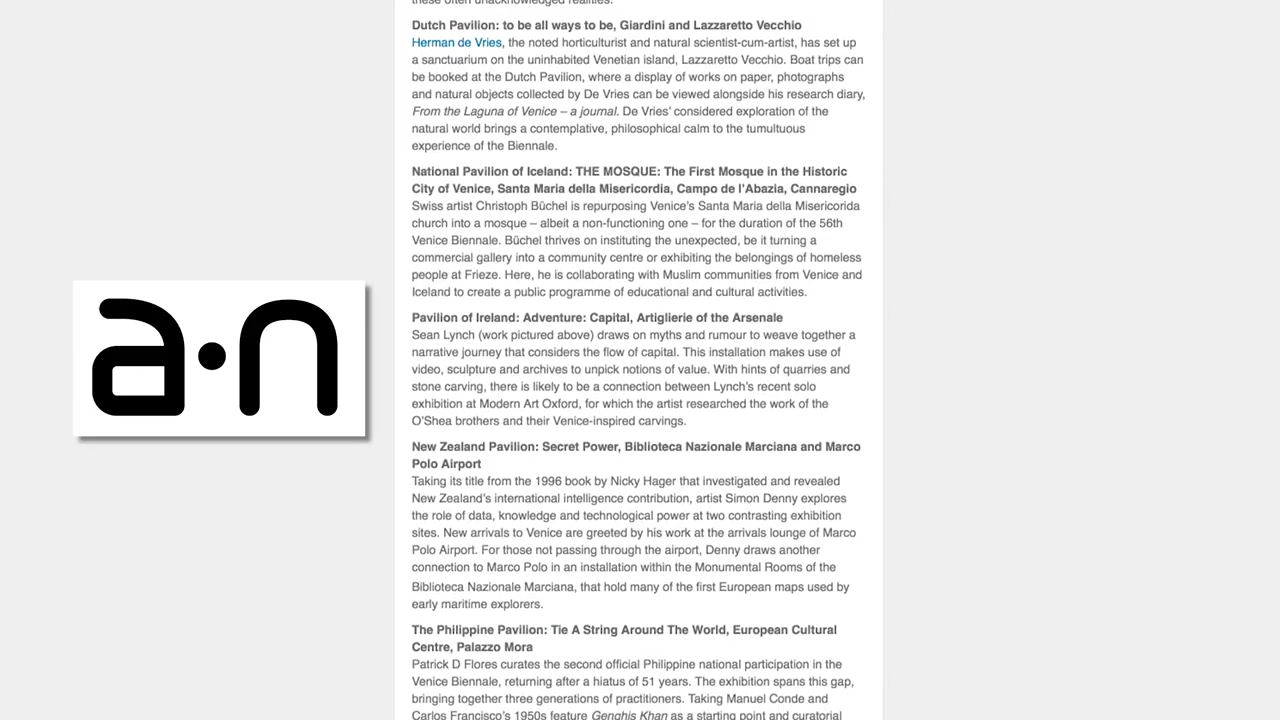 these often unacknowledged realities.
Dutch Pavilion: to be all ways to be, Giardini and Lazzaretto Vecchio
Herman de Vries, the noted horticulturist and natural scientist-cum-artist, has set up
a sanctuarium on the uninhabited Venetian island, Lazzaretto Vecchio. Boat trips can
be booked at the Dutch Pavilion, where a display of works on paper, photographs
and natural objects collected by De Vries can be viewed alongside his research diary,
From the Laguna of Venice – a journal. De Vries' considered exploration of the
natural world brings a contemplative, philosophical calm to the tumultuous
experience of the Biennale.
National Pavilion of Iceland: THE MOSQUE: The First Mosque in the Historic
City of Venice, Santa Maria della Misericordia, Campo de l'Abazia, Cannaregio
Swiss artist Christoph Büchel is repurposing Venice's Santa Maria della Misericorida
church into a mosque – albeit a non-functioning one – for the duration of the 56th
Venice Biennale. Büchel thrives on instituting the unexpected, be it turning a
commercial gallery into a community centre or exhibiting the belongings of homeless
people at Frieze. Here, he is collaborating with Muslim communities from Venice and
Iceland to create a public programme of educational and cultural activities.
a·n
Pavilion of Ireland: Adventure: Capital, Artiglierie of the Arsenale
Sean Lynch (work pictured above) draws on myths and rumour to weave together a
narrative journey that considers the flow of capital. This installation makes use of
video, sculpture and archives to unpick notions of value. With hints of quarries and
stone carving, there is likely to be a connection between Lynch's recent solo
exhibition at Modern Art Oxford, for which the artist researched the work of the
O'Shea brothers and their Venice-inspired carvings.
New Zealand Pavilion: Secret Power, Biblioteca Nazionale Marciana and Marco
Polo Airport
Taking its title from the 1996 book by Nicky Hager that investigated and revealed
New Zealand's international intelligence contribution, artist Simon Denny explores
the role of data, knowledge and technological power at two contrasting exhibition
sites. New arrivals to Venice are greeted by his work at the arrivals lounge of Marco
Polo Airport. For those not passing through the airport, Denny draws another
connection to Marco Polo in an installation within the Monumental Rooms of the
Biblioteca Nazionale Marciana, that hold many of the first European maps used by
early maritime explorers.
The Philippine Pavilion: Tie A String Around The World, European Cultural
Centre, Palazzo Mora
Patrick D Flores curates the second official Philippine national participation in the
Venice Biennale, returning after a hiatus of 51 years. The exhibition spans this gap,
bringing together three generations of practitioners. Taking Manuel Conde and
Carlos Francisco's 1950s feature Genghis Khan as a starting point and curatorial